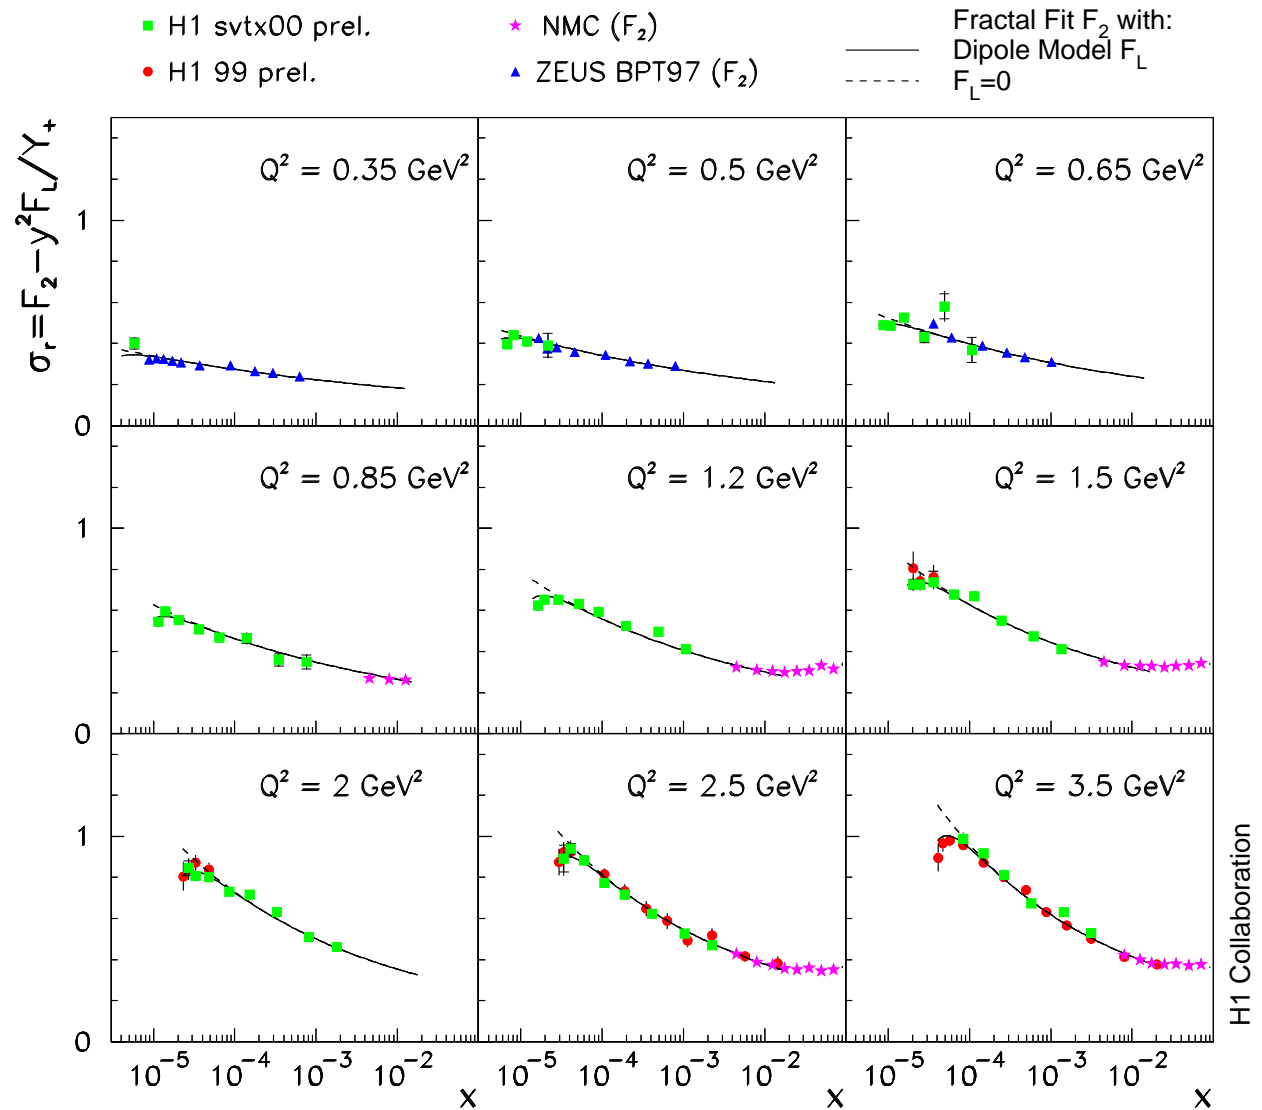 H1 svtx00 prel.
H1 99 prel.
NMC (F₂)
ZEUS BPT97 (F₂)
Fractal Fit F₂ with:
Dipole Model F_L
F_L=0
σᵣ=F₂−y²F_L/Y₊
Q² = 0.35 GeV²
Q² = 0.5 GeV²
Q² = 0.65 GeV²
1
0
Q² = 0.85 GeV²
Q² = 1.2 GeV²
Q² = 1.5 GeV²
1
0
Q² = 2 GeV²
Q² = 2.5 GeV²
Q² = 3.5 GeV²
1
0
10⁻⁵ 10⁻⁴ 10⁻³ 10⁻² 10⁻⁵ 10⁻⁴ 10⁻³ 10⁻² 10⁻⁵ 10⁻⁴ 10⁻³ 10⁻²
x x x
H1 Collaboration